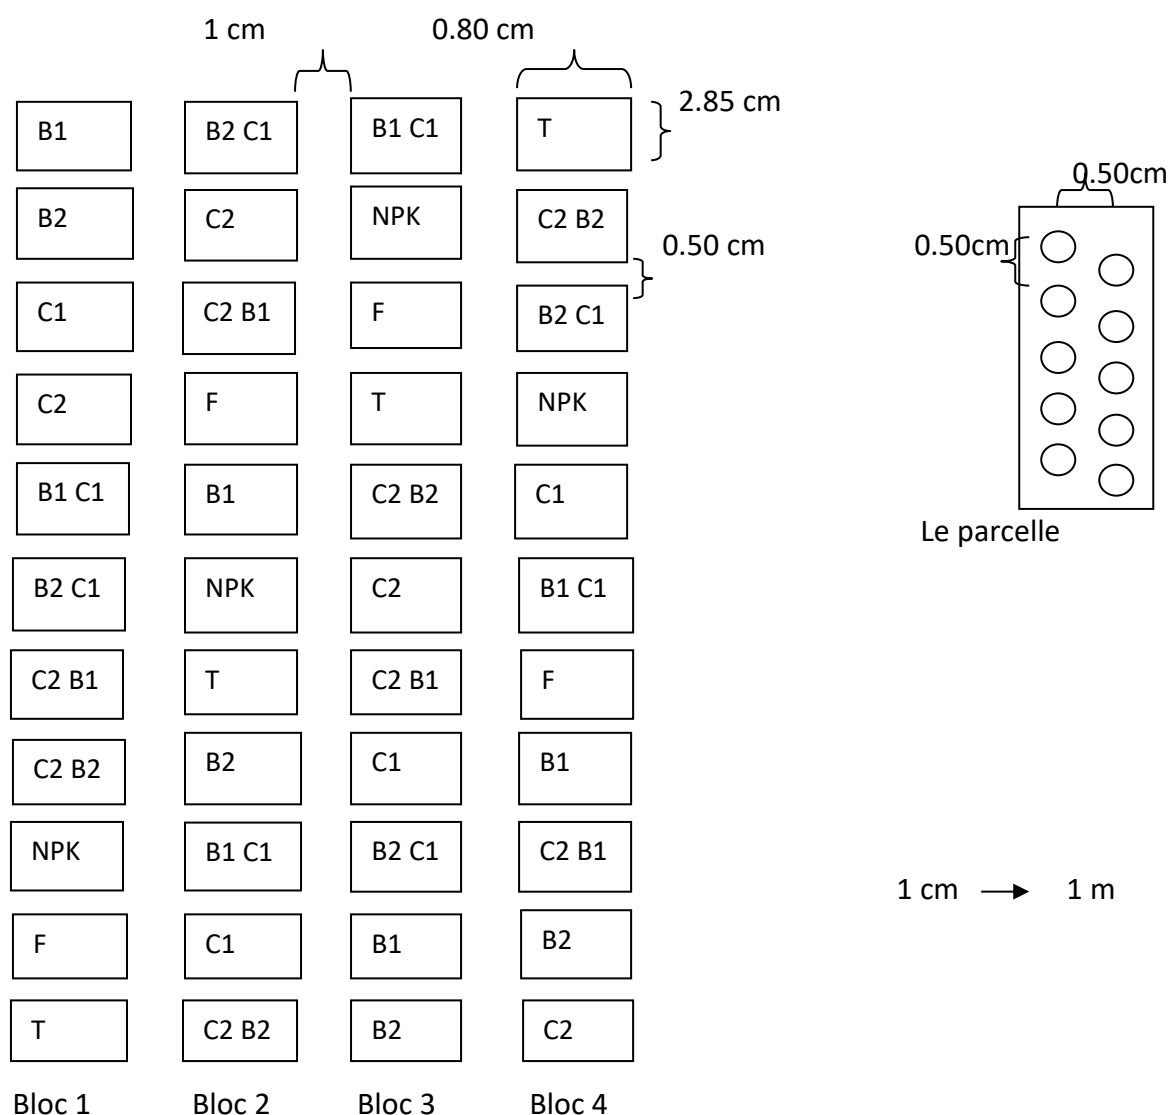 1 cm 0.80 cm
2.85 cm
B1 B2 C1 B1 C1 T
0.50cm
B2 C2 NPK C2 B2
0.50 cm 0.50cm
C1 C2 B1 F B2 C1
C2 F T NPK
B1 C1 B1 C2 B2 C1
Le parcelle
B2 C1 NPK C2 B1 C1
C2 B1 T C2 B1 F
C2 B2 B2 C1 B1
NPK B1 C1 B2 C1 C2 B1
1 cm → 1 m
F C1 B1 B2
T C2 B2 B2 C2
Bloc 1 Bloc 2 Bloc 3 Bloc 4